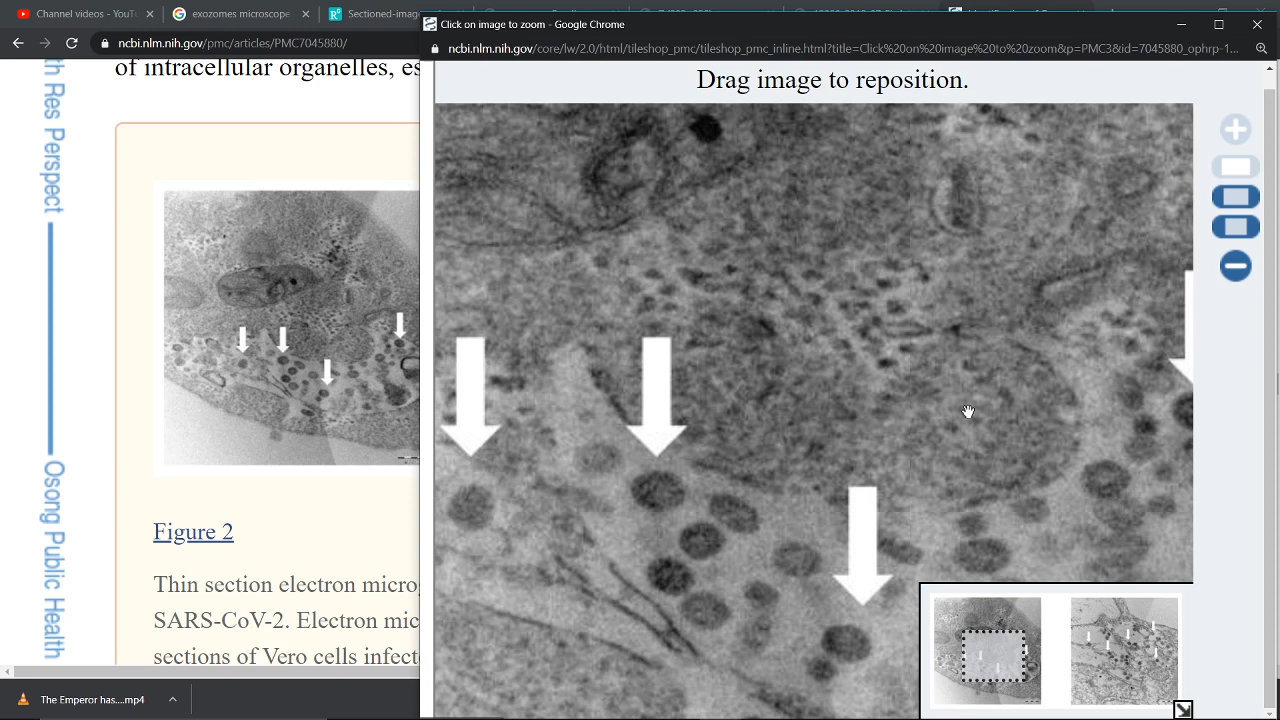 Channel videos - YouTu
exozomes microscope
Sectioned-imag
Click on image to zoom - Google Chrome
ncbi.nlm.nih.gov/pmc/articles/PMC7045880/
ncbi.nlm.nih.gov/core/lw/2.0/html/tileshop_pmc/tileshop_pmc_inline.html?title=Click%20on%20image%20to%20zoom&p=PMC3&id=7045880_ophrp-1...
of intracellular organelles, es
Drag image to reposition.
th Res Perspect
Osong Public Health
Figure 2
Thin section electron micro
SARS-CoV-2. Electron mic
sections of Vero cells infect
The Emperor has....mp4